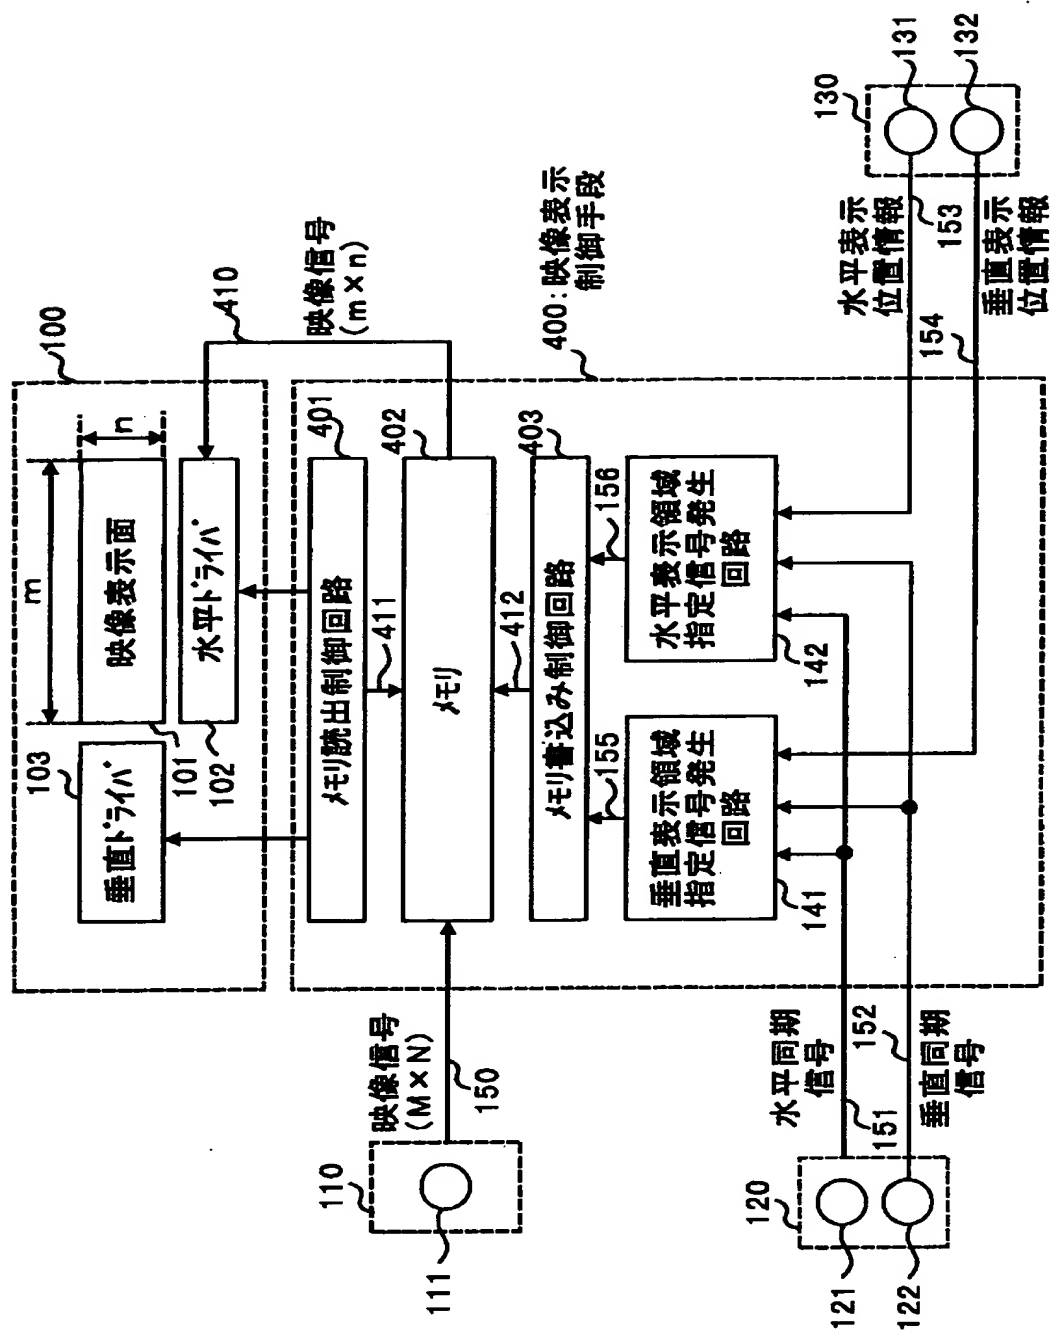 100
m
n
映像表示面
101
水平ドライバ
102
垂直ドライバ
103
410
映像信号
(m×n)
400:映像表示
制御手段
メモリ読出制御回路
401
411
メモリ
402
412
メモリ書込み制御回路
403
155
156
垂直表示領域
指定信号発生
回路
141
水平表示領域
指定信号発生
回路
142
映像信号
(M×N)
150
110
111
水平同期
信号
151
152
垂直同期
信号
120
121
122
130
131
132
水平表示
位置情報
153
垂直表示
位置情報
154